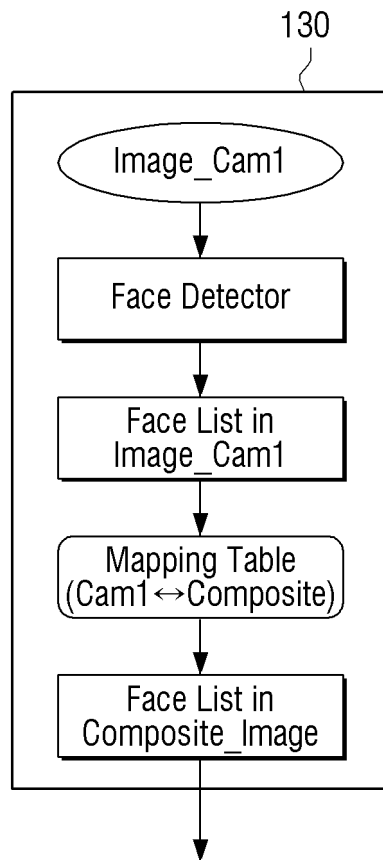 130
Image_Cam1
Face Detector
Face List in
Image_Cam1
Mapping Table
(Cam1↔Composite)
Face List in
Composite_Image